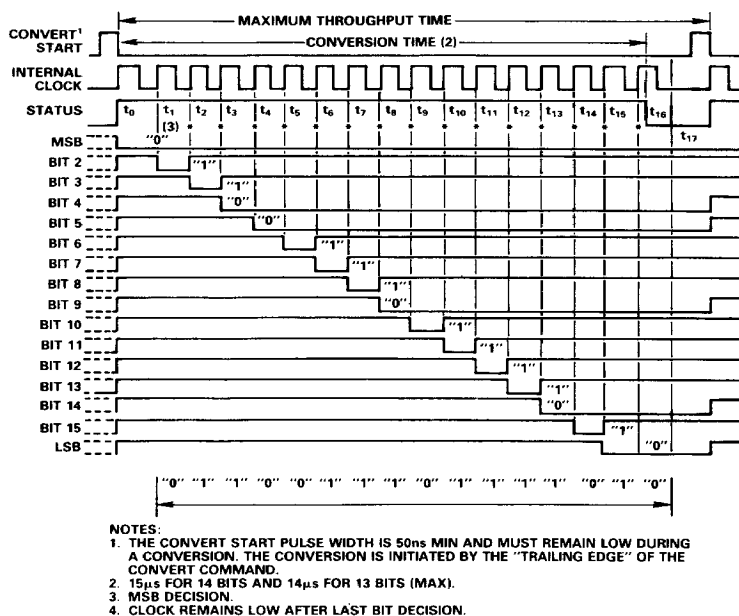 MAXIMUM THROUGHPUT TIME
CONVERT¹
START
CONVERSION TIME (2)
INTERNAL
CLOCK
STATUS t0 t1 t2 t3 t4 t5 t6 t7 t8 t9 t10 t11 t12 t13 t14 t15 t16
(3) * * * * * * * * * * * * * * *
t17
MSB "0"
BIT 2 "1"
BIT 3 "1"
BIT 4 "0"
BIT 5 "0"
BIT 6 "1"
BIT 7 "1"
BIT 8 "1"
BIT 9 "0"
BIT 10 "1"
BIT 11 "1"
BIT 12 "1"
BIT 13 "1"
BIT 14 "0"
BIT 15 "1"
LSB "0"
"0" "1" "1" "0" "0" "1" "1" "1" "0" "1" "1" "1" "1" "0" "1" "0"
NOTES:
1. THE CONVERT START PULSE WIDTH IS 50ns MIN AND MUST REMAIN LOW DURING
A CONVERSION. THE CONVERSION IS INITIATED BY THE "TRAILING EDGE" OF THE
CONVERT COMMAND.
2. 15µs FOR 14 BITS AND 14µs FOR 13 BITS (MAX).
3. MSB DECISION.
4. CLOCK REMAINS LOW AFTER LAST BIT DECISION.